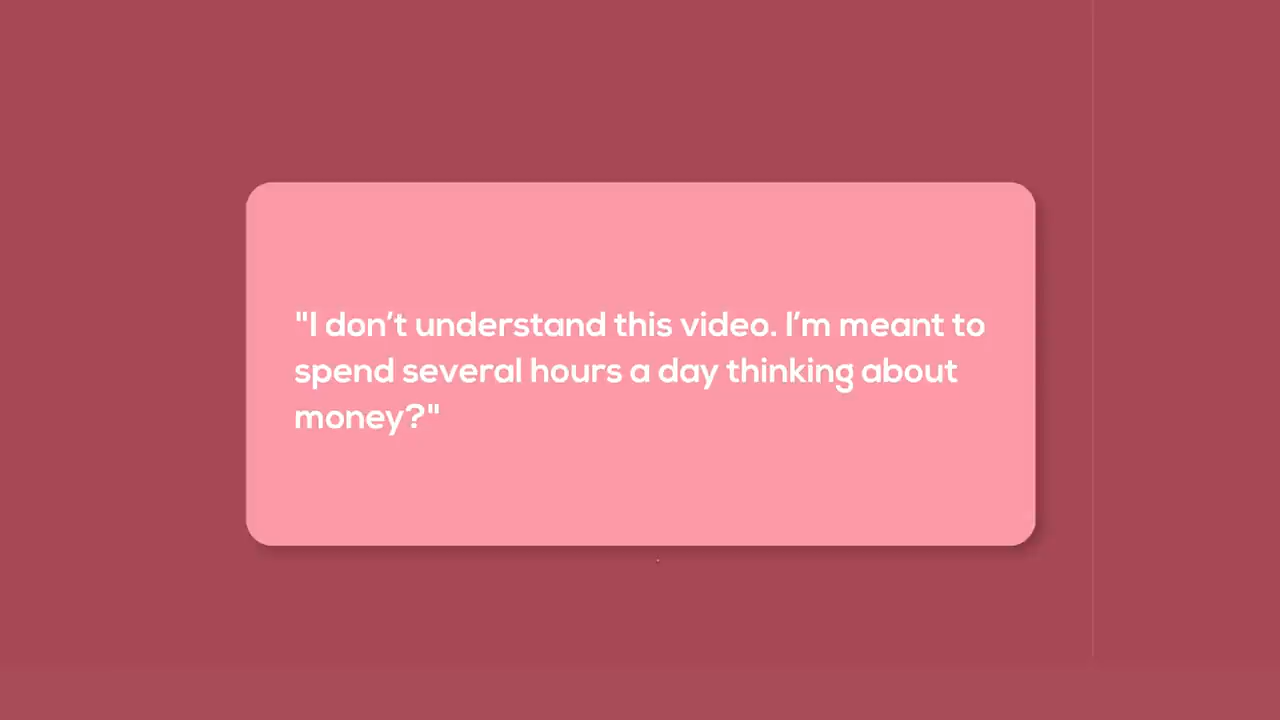 "I don’t understand this video. I’m meant to
spend several hours a day thinking about
money?"